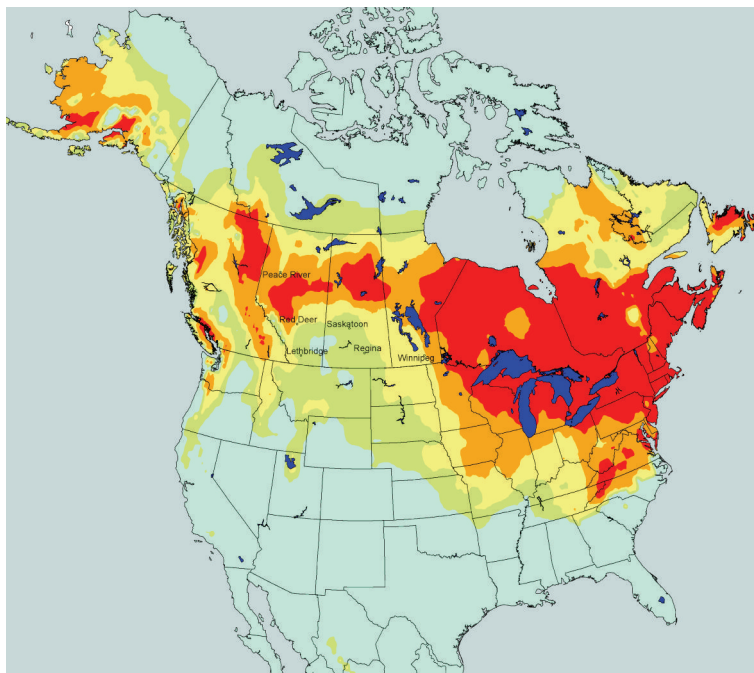 Peace River
Red Deer
Saskatoon
Lethbridge
Regina
Winnipeg